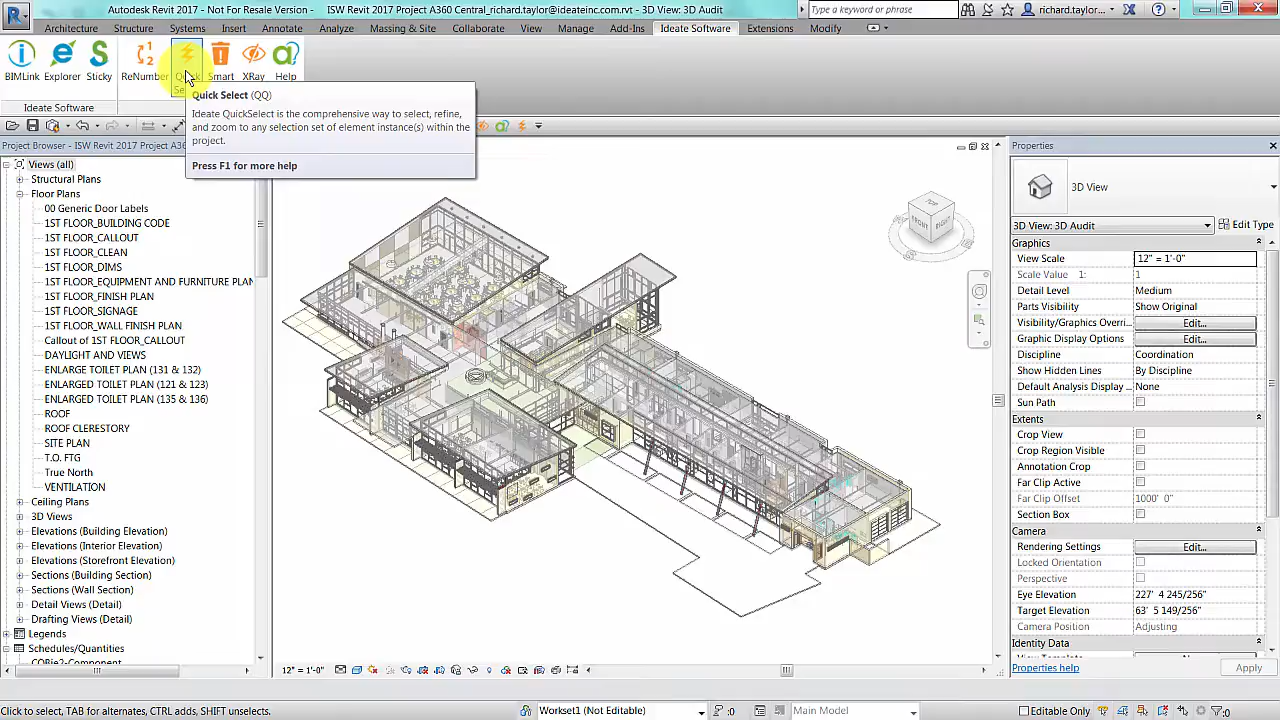 Autodesk Revit 2017 - Not For Resale Version - ISW Revit 2017 Project A360 Central_richard.taylor@ideateinc.com.rvt - 3D View: 3D Audit
Type a keyword or phrase
richard.taylor...
Architecture Structure Systems Insert Annotate Analyze Massing & Site Collaborate View Manage Add-Ins Ideate Software Extensions Modify
BIMLink Explorer Sticky ReNumber Quick Smart XRay Help
Ideate Software
Quick Select (QQ)
Ideate QuickSelect is the comprehensive way to select, refine,
and zoom to any selection set of element instance(s) within the
project.
Press F1 for more help
Project Browser - ISW Revit 2017 Project A36
Views (all)
Structural Plans
Floor Plans
00 Generic Door Labels
1ST FLOOR_BUILDING CODE
1ST FLOOR_CALLOUT
1ST FLOOR_CLEAN
1ST FLOOR_DIMS
1ST FLOOR_EQUIPMENT AND FURNITURE PLAN
1ST FLOOR_FINISH PLAN
1ST FLOOR_SIGNAGE
1ST FLOOR_WALL FINISH PLAN
Callout of 1ST FLOOR_CALLOUT
DAYLIGHT AND VIEWS
ENLARGE TOILET PLAN (131 & 132)
ENLARGED TOILET PLAN (121 & 123)
ENLARGED TOILET PLAN (135 & 136)
ROOF
ROOF CLERESTORY
SITE PLAN
T.O. FTG
True North
VENTILATION
Ceiling Plans
3D Views
Elevations (Building Elevation)
Elevations (Interior Elevation)
Elevations (Storefront Elevation)
Sections (Building Section)
Sections (Wall Section)
Detail Views (Detail)
Drafting Views (Detail)
Legends
Schedules/Quantities
COBie2-Component
TOP
FRONT RIGHT
Properties
3D View
3D View: 3D Audit Edit Type
Graphics
View Scale 12" = 1'-0"
Scale Value 1: 1
Detail Level Medium
Parts Visibility Show Original
Visibility/Graphics Overri... Edit...
Graphic Display Options Edit...
Discipline Coordination
Show Hidden Lines By Discipline
Default Analysis Display ... None
Sun Path
Extents
Crop View
Crop Region Visible
Annotation Crop
Far Clip Active
Far Clip Offset 1000' 0"
Section Box
Camera
Rendering Settings Edit...
Locked Orientation
Perspective
Eye Elevation 227' 4 245/256"
Target Elevation 63' 5 149/256"
Camera Position Adjusting
Identity Data
Properties help Apply
12" = 1'-0"
Click to select, TAB for alternates, CTRL adds, SHIFT unselects.
Workset1 (Not Editable) :0 Main Model Editable Only :0